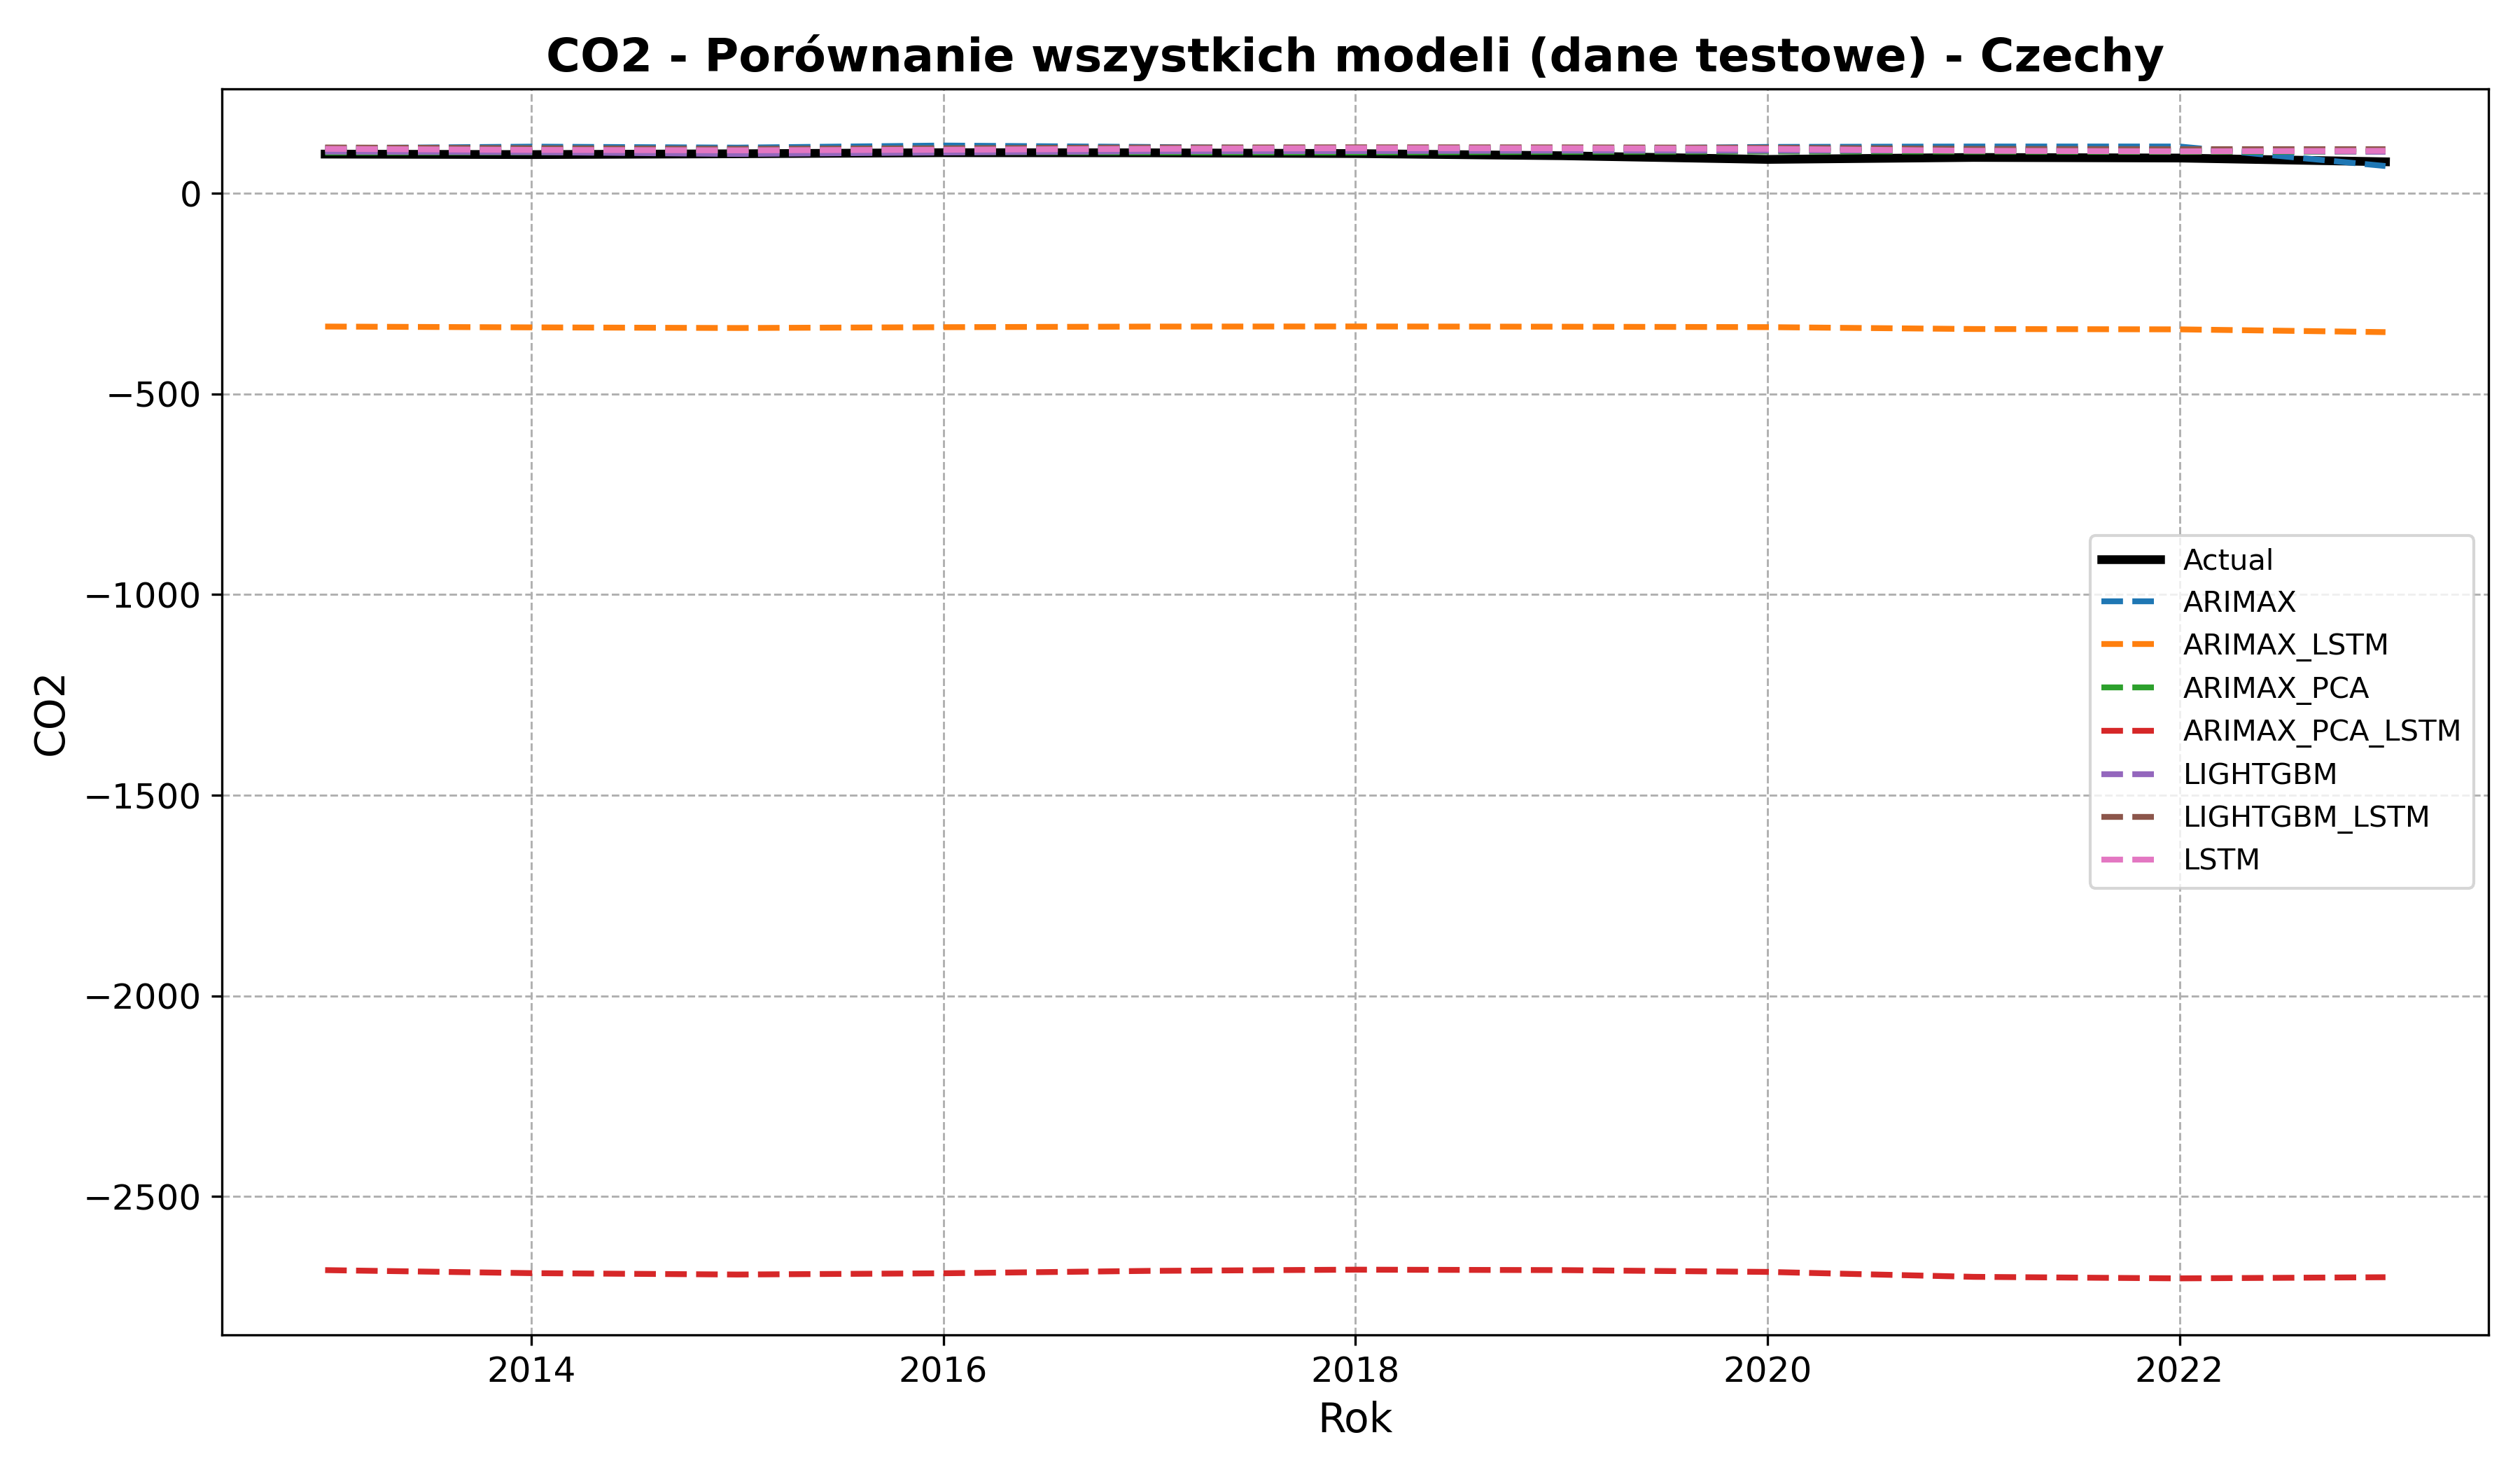 CO2 - Porównanie wszystkich modeli (dane testowe) - Czechy
CO2
0
−500
−1000
−1500
−2000
−2500
Actual
ARIMAX
ARIMAX_LSTM
ARIMAX_PCA
ARIMAX_PCA_LSTM
LIGHTGBM
LIGHTGBM_LSTM
LSTM
2014 2016 2018 2020 2022
Rok